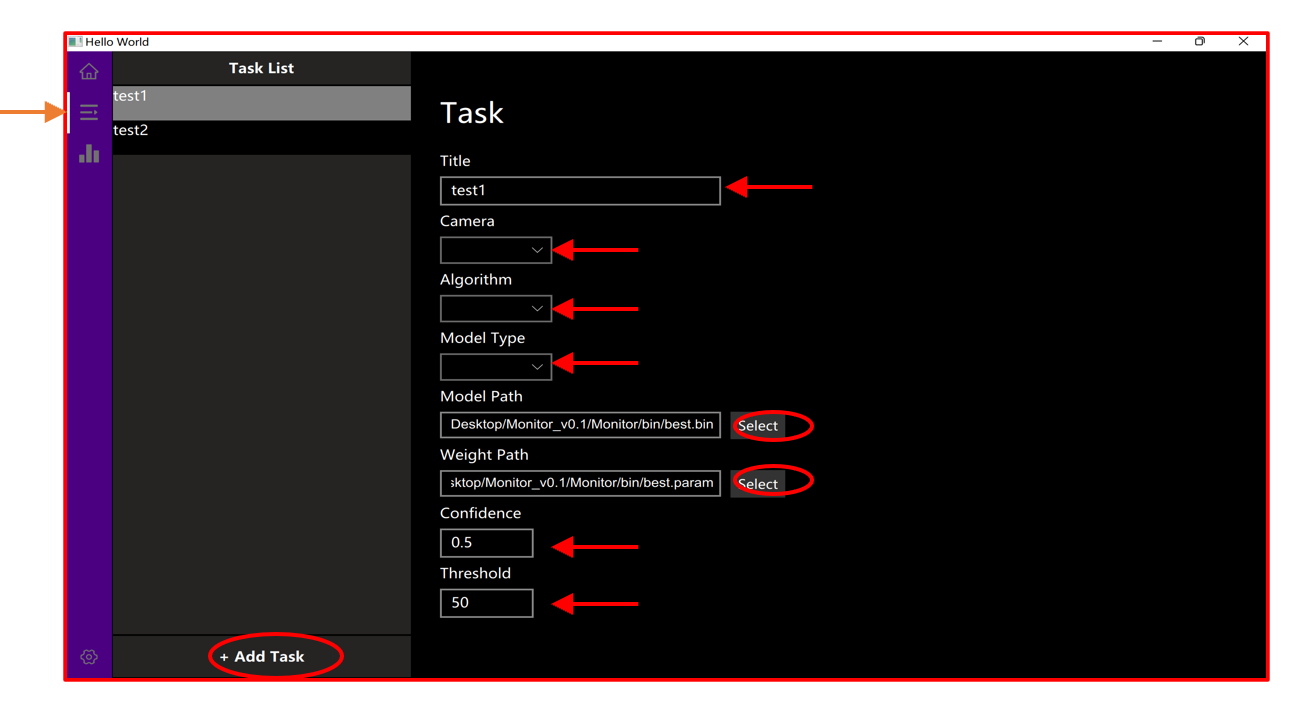 Hello World
Task List
test1
test2
+ Add Task
Task
Title
test1
Camera
Algorithm
Model Type
Model Path
Desktop/Monitor_v0.1/Monitor/bin/best.bin
Select
Weight Path
sktop/Monitor_v0.1/Monitor/bin/best.param
Select
Confidence
0.5
Threshold
50